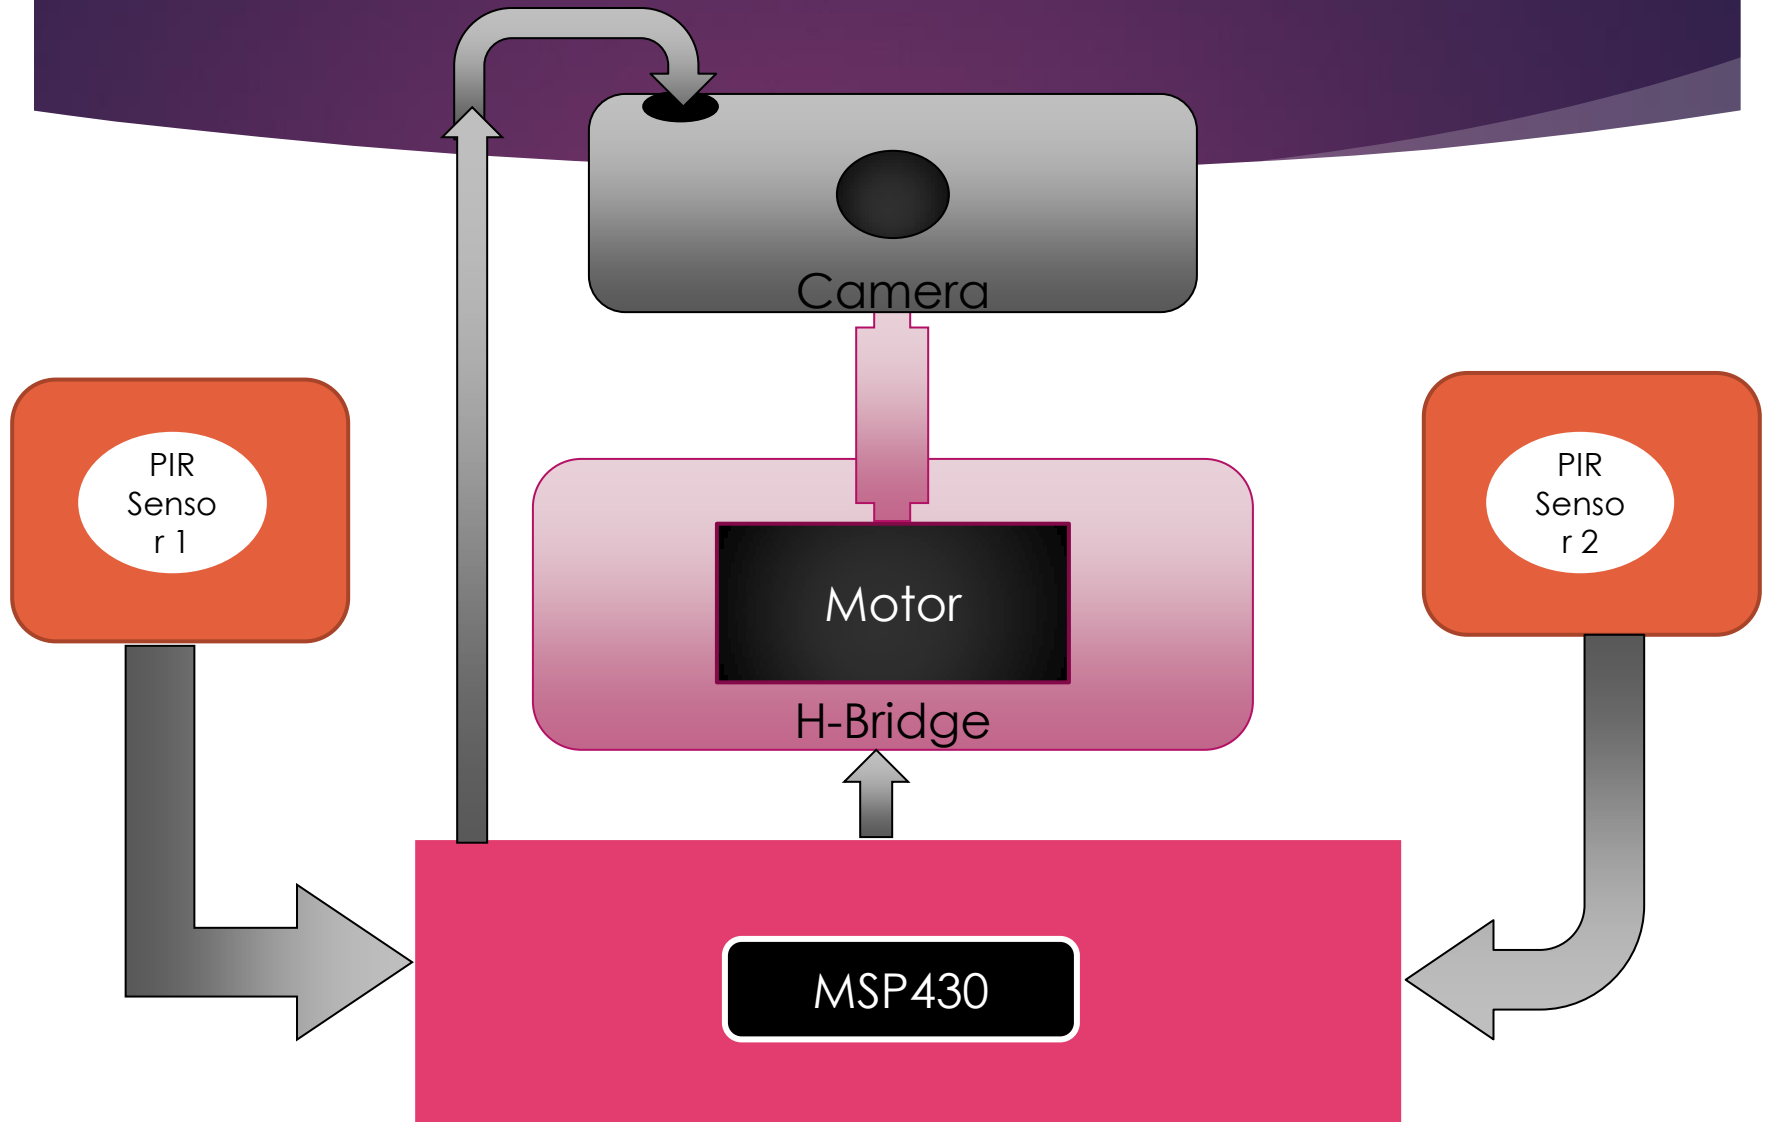 Camera
PIR
Senso
r 1
PIR
Senso
r 2
Motor
H-Bridge
MSP430